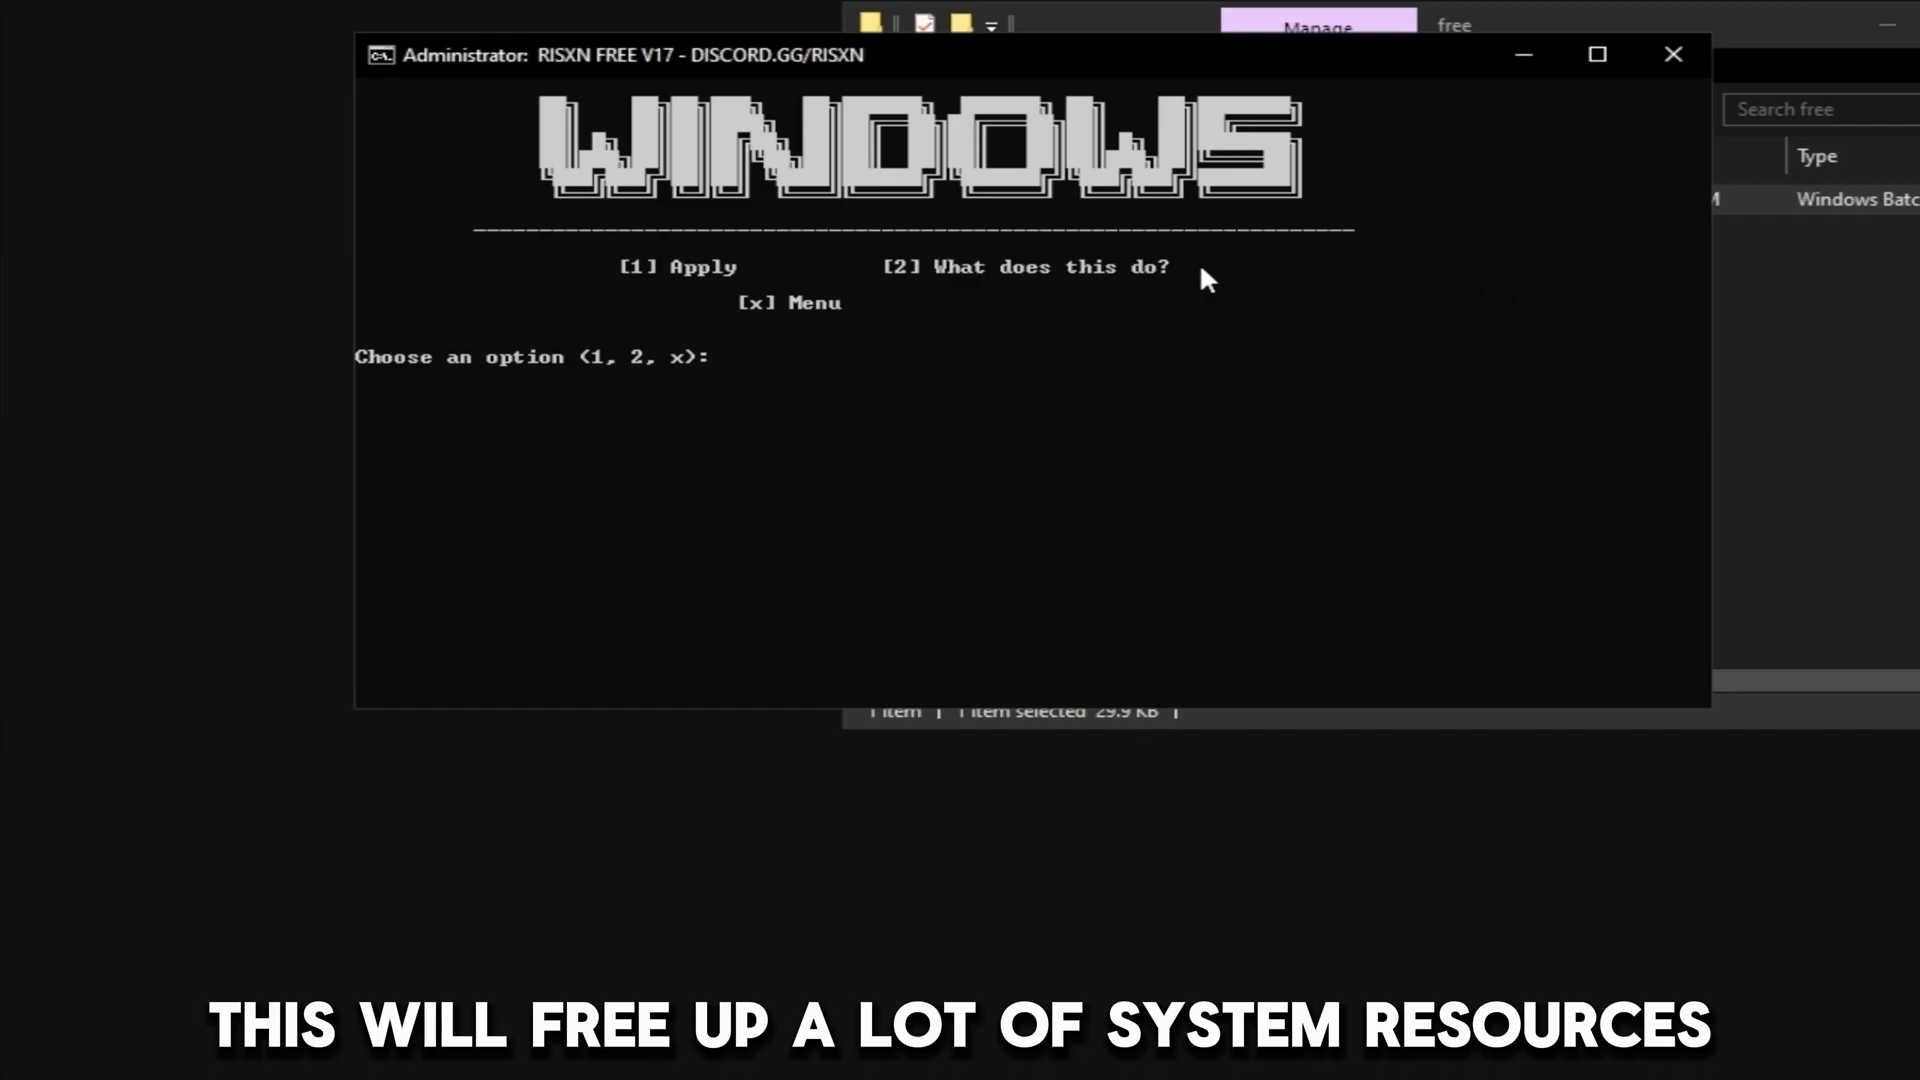 Manage
free
Administrator: RISXN FREE V17 - DISCORD.GG/RISXN
Search free
WINDOWS
Type
Windows Batc
[1] Apply
[2] What does this do?
[x] Menu
Choose an option (1, 2, x):
1 item
1 item selected 29.9 KB
THIS WILL FREE UP A LOT OF SYSTEM RESOURCES